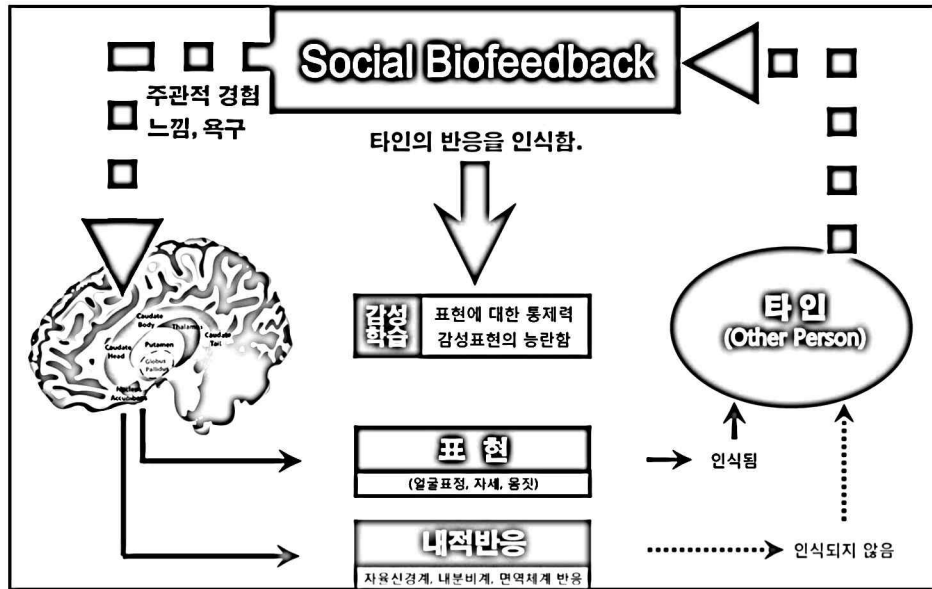 Social Biofeedback
주관적 경험
느낌, 욕구
타인의 반응을 인식함.
감성
학습
표현에 대한 통제력
감성표현의 능란함
타 인
(Other Person)
Caudate
Body
Thalamus
Caudate
Head
Putamen
Caudate
Tail
Globus
Pallidus
Nucleus
Accumbens
표 현
(얼굴표정, 자세, 몸짓)
인식됨
내적반응
자율신경계, 내분비계, 면역체계 반응
인식되지 않음